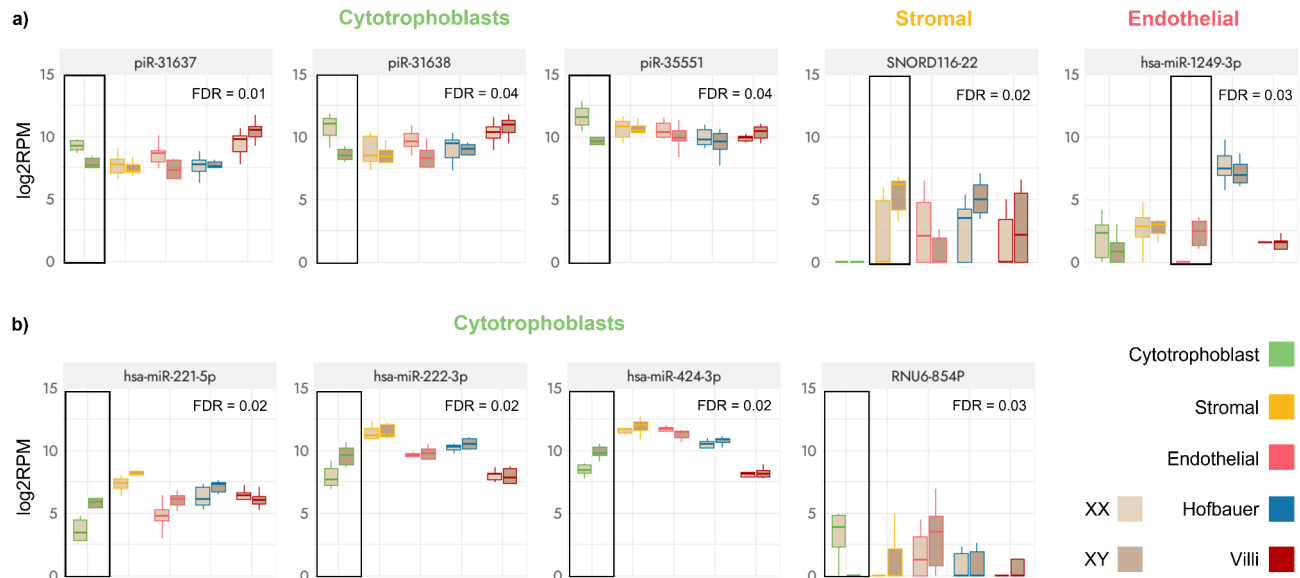 a)
Cytotrophoblasts
Stromal
Endothelial
piR-31637
piR-31638
piR-35551
SNORD116-22
hsa-miR-1249-3p
log2RPM
15
10
5
0
FDR = 0.01
15
10
5
0
FDR = 0.04
15
10
5
0
FDR = 0.04
15
10
5
0
FDR = 0.02
15
10
5
0
FDR = 0.03
b)
Cytotrophoblasts
hsa-miR-221-5p
hsa-miR-222-3p
hsa-miR-424-3p
RNU6-854P
log2RPM
15
10
5
0
FDR = 0.02
15
10
5
0
FDR = 0.02
15
10
5
0
FDR = 0.02
15
10
5
0
FDR = 0.03
Cytotrophoblast
Stromal
Endothelial
XX
Hofbauer
XY
Villi